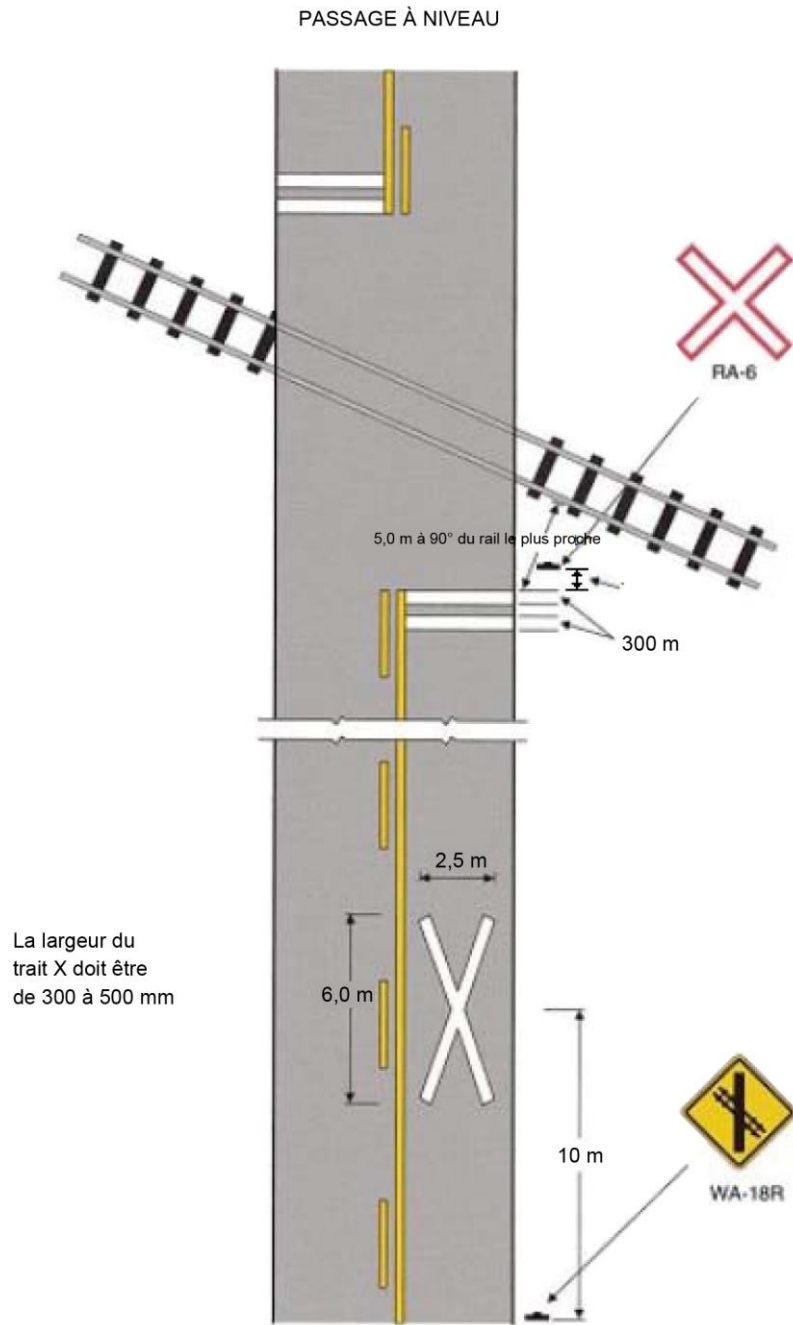 PASSAGE À NIVEAU
RA-6
5,0 m à 90° du rail le plus proche
300 m
2,5 m
La largeur du
trait X doit être
de 300 à 500 mm
6,0 m
10 m
WA-18R